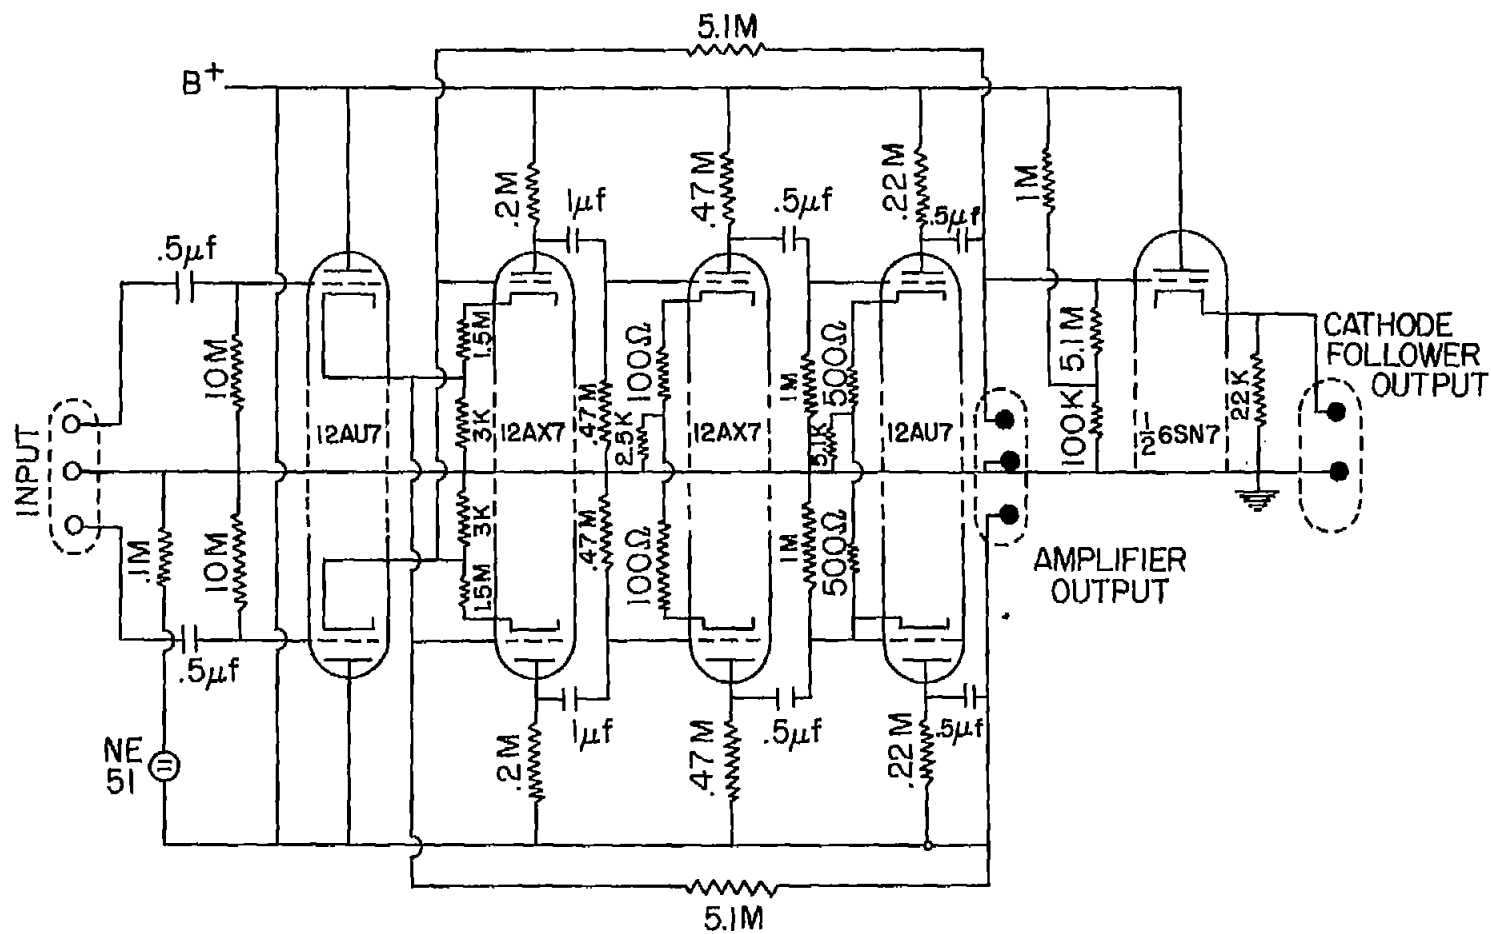 5.1M
B+
.2M
1μf
.47M
.5μf
.22M
.5μf
1M
.5μf
10M
1.5M
100Ω
500Ω
5.1M
CATHODE
FOLLOWER
OUTPUT
INPUT
12AU7
3K
12AX7
.47M
2.5K
12AX7
1M
5.1K
12AU7
100K
½6SN7
22K
.1M
10M
3K
.47M
100Ω
1M
500Ω
AMPLIFIER
OUTPUT
1.5M
.5μf
NE
51
.2M
1μf
.47M
.5μf
.22M
.5μf
5.1M